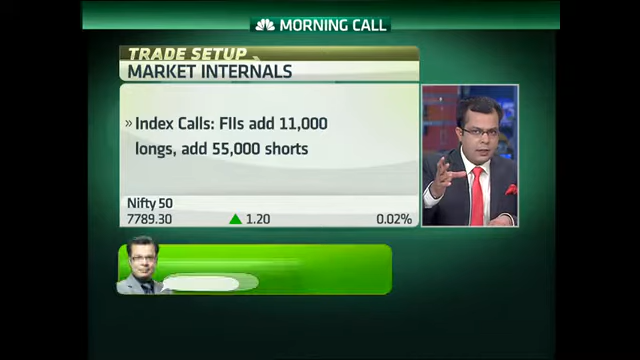 MORNING CALL
TRADE SETUP
MARKET INTERNALS
» Index Calls: FIIs add 11,000
longs, add 55,000 shorts
Nifty 50
7789.30 ▲ 1.20 0.02%